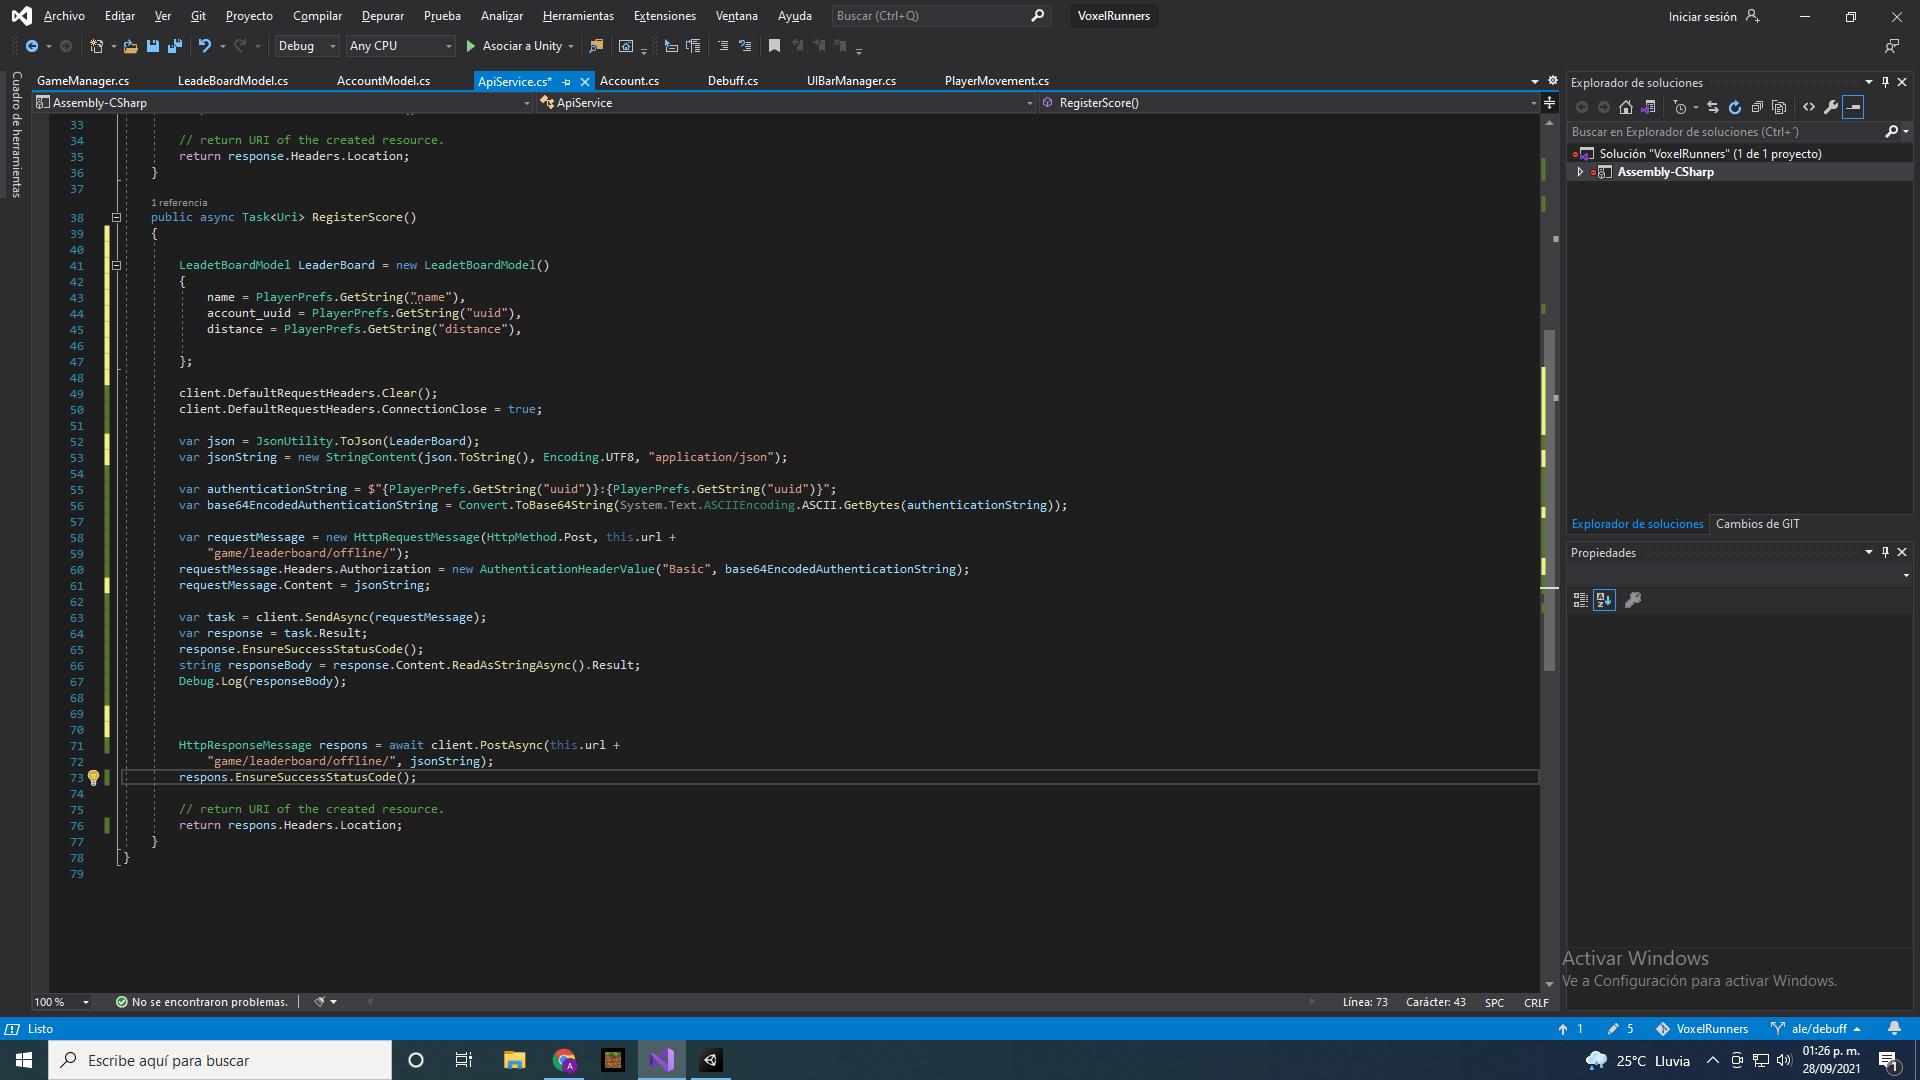 Archivo Editar Ver Git Proyecto Compilar Depurar Prueba Analizar Herramientas Extensiones Ventana Ayuda Buscar (Ctrl+Q) VoxelRunners Iniciar sesión
Debug Any CPU Asociar a Unity
Cuadro de herramientas
GameManager.cs LeadeBoardModel.cs AccountModel.cs ApiService.cs* Account.cs Debuff.cs UIBarManager.cs PlayerMovement.cs
Assembly-CSharp ApiService RegisterScore()
33
34 // return URI of the created resource.
35 return response.Headers.Location;
36 }
37
1 referencia
38 public async Task<Uri> RegisterScore()
39 {
40
41 LeadetBoardModel LeaderBoard = new LeadetBoardModel()
42 {
43 name = PlayerPrefs.GetString("name"),
44 account_uuid = PlayerPrefs.GetString("uuid"),
45 distance = PlayerPrefs.GetString("distance"),
46
47 };
48
49 client.DefaultRequestHeaders.Clear();
50 client.DefaultRequestHeaders.ConnectionClose = true;
51
52 var json = JsonUtility.ToJson(LeaderBoard);
53 var jsonString = new StringContent(json.ToString(), Encoding.UTF8, "application/json");
54
55 var authenticationString = $"{PlayerPrefs.GetString("uuid")}:{PlayerPrefs.GetString("uuid")}";
56 var base64EncodedAuthenticationString = Convert.ToBase64String(System.Text.ASCIIEncoding.ASCII.GetBytes(authenticationString));
57
58 var requestMessage = new HttpRequestMessage(HttpMethod.Post, this.url +
59 "game/leaderboard/offline/");
60 requestMessage.Headers.Authorization = new AuthenticationHeaderValue("Basic", base64EncodedAuthenticationString);
61 requestMessage.Content = jsonString;
62
63 var task = client.SendAsync(requestMessage);
64 var response = task.Result;
65 response.EnsureSuccessStatusCode();
66 string responseBody = response.Content.ReadAsStringAsync().Result;
67 Debug.Log(responseBody);
68
69
70
71 HttpResponseMessage respons = await client.PostAsync(this.url +
72 "game/leaderboard/offline/", jsonString);
73 respons.EnsureSuccessStatusCode();
74
75 // return URI of the created resource.
76 return respons.Headers.Location;
77 }
78 }
79
100 % No se encontraron problemas. Línea: 73 Carácter: 43 SPC CRLF
Explorador de soluciones
Buscar en Explorador de soluciones (Ctrl+´)
Solución "VoxelRunners" (1 de 1 proyecto)
Assembly-CSharp
Explorador de soluciones Cambios de GIT
Propiedades
Activar Windows
Ve a Configuración para activar Windows.
Listo 1 5 VoxelRunners ale/debuff
Escribe aquí para buscar
A
25°C Lluvia
01:26 p. m.
28/09/2021
1